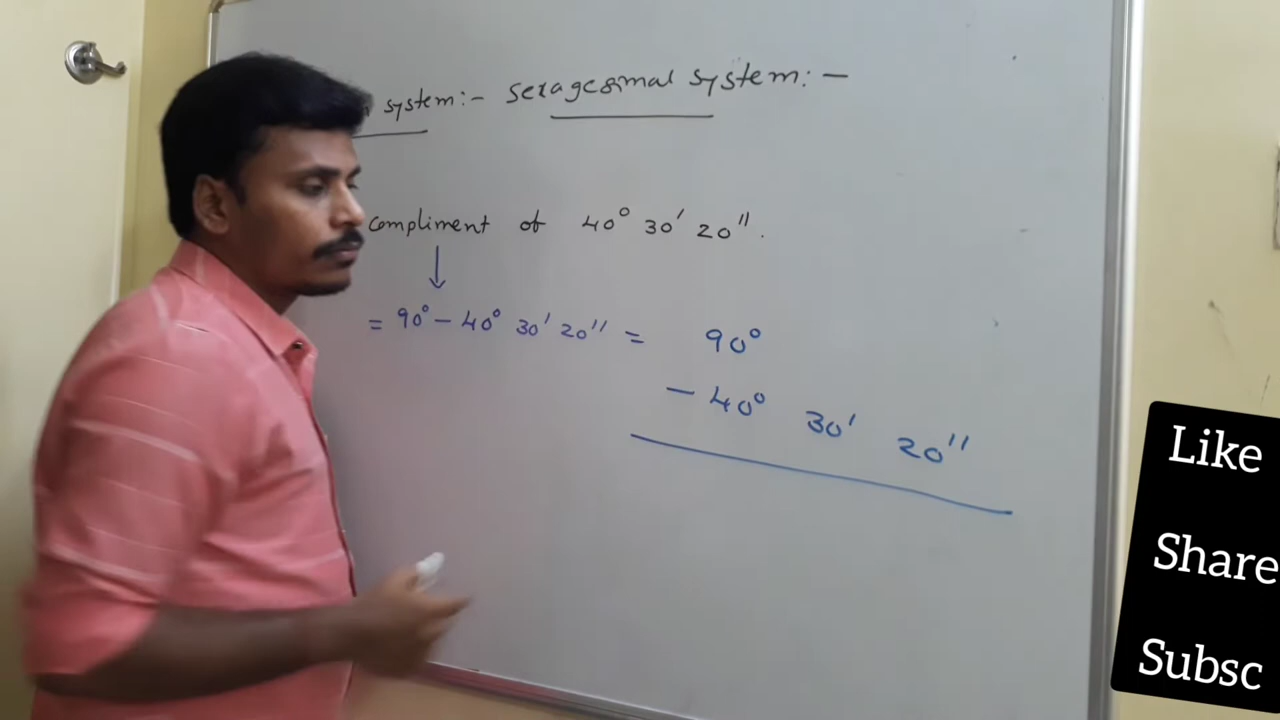 system:- sexagesimal system:-
compliment of 40° 30' 20".
= 90° - 40° 30' 20" = 90°
- 40° 30' 20"
Like
Share
Subsc